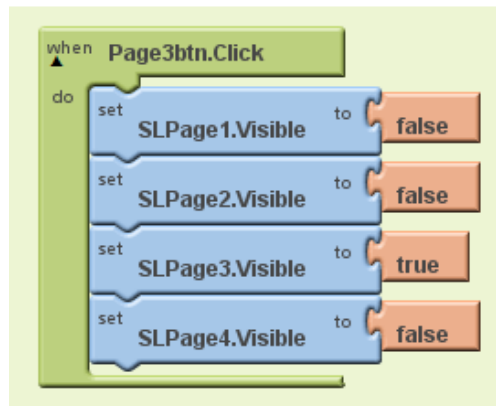 when Page3btn.Click
do
set SLPage1.Visible to false
set SLPage2.Visible to false
set SLPage3.Visible to true
set SLPage4.Visible to false